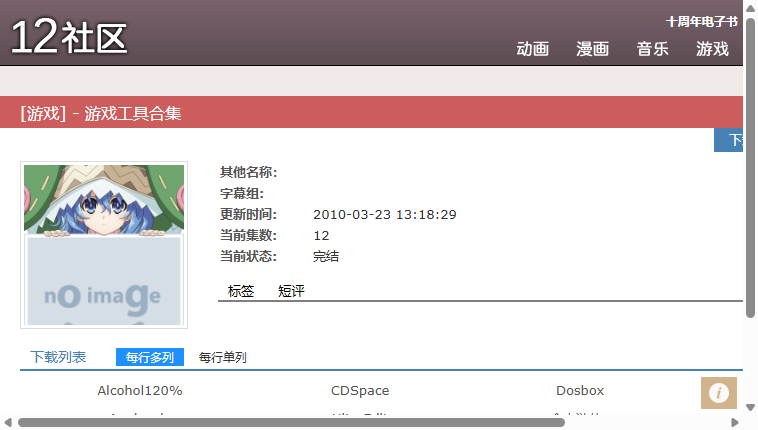 十周年电子书
12社区
动画 漫画 音乐 游戏
[游戏] - 游戏工具合集
下
其他名称:
字幕组:
更新时间: 2010-03-23 13:18:29
当前集数: 12
当前状态: 完结
no image
标签 短评
下载列表 每行多列 每行单列
Alcohol120% CDSpace Dosbox